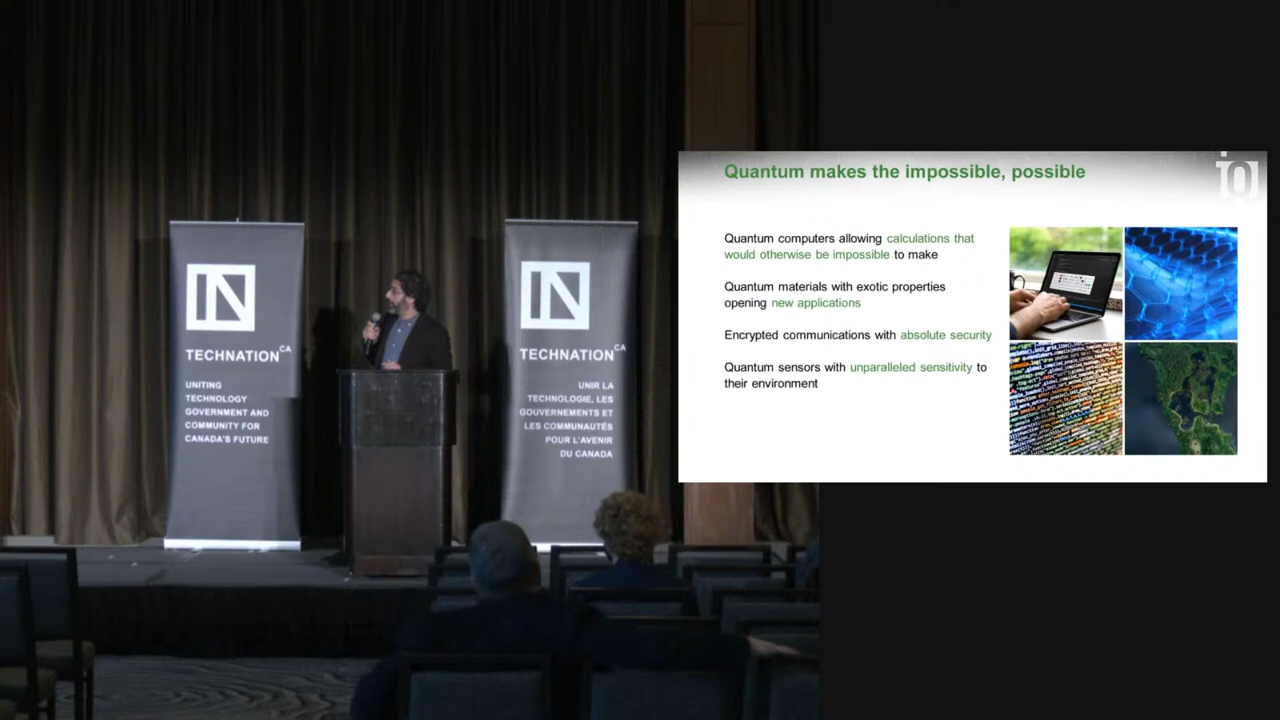 IN
TECHNATION CA
UNITING
TECHNOLOGY
GOVERNMENT AND
COMMUNITY FOR
CANADA'S FUTURE
IN
TECHNATION CA
UNIR LA
TECHNOLOGIE, LES
GOUVERNEMENTS ET
LES COMMUNAUTÉS
POUR L'AVENIR
DU CANADA
Quantum makes the impossible, possible
Quantum computers allowing calculations that
would otherwise be impossible to make
Quantum materials with exotic properties
opening new applications
Encrypted communications with absolute security
Quantum sensors with unparalleled sensitivity to
their environment